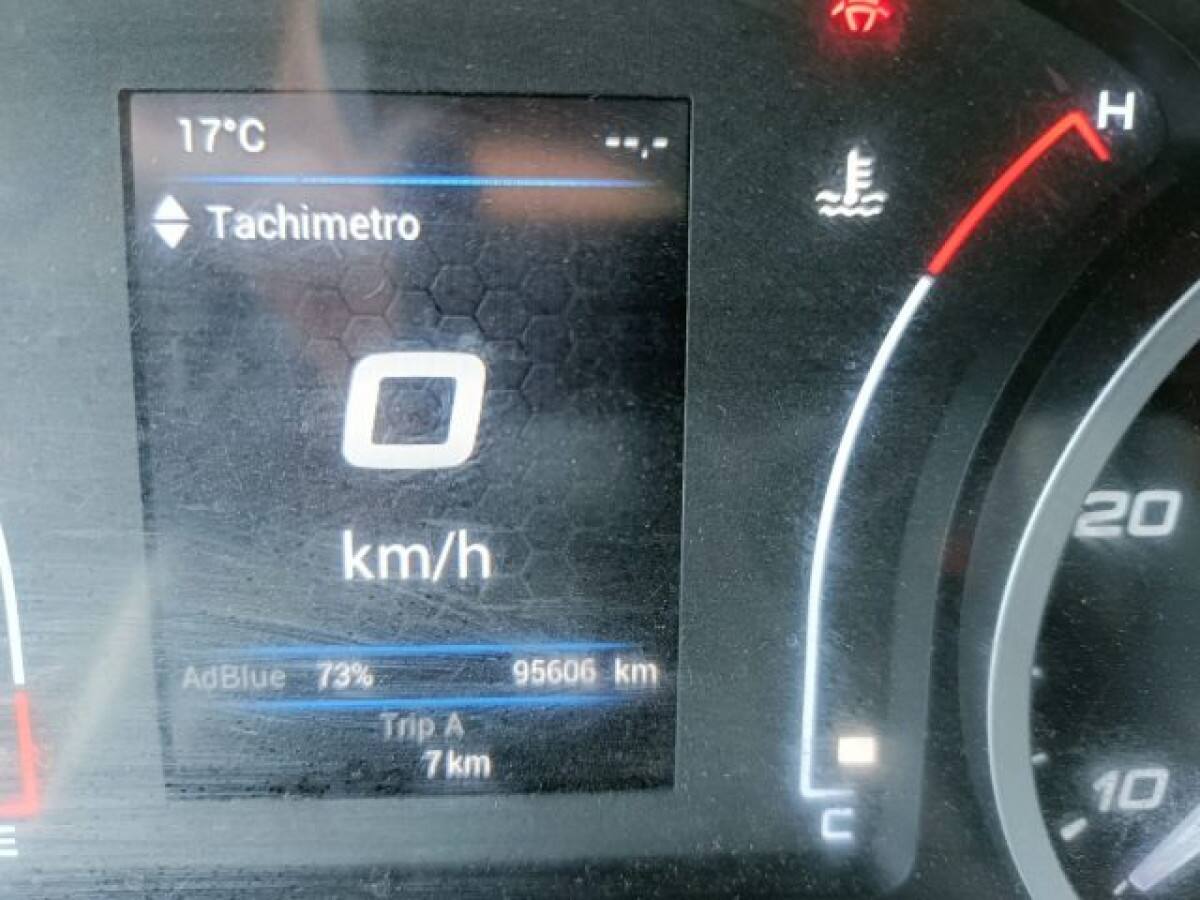 17°C --,-
Tachimetro
0
km/h
AdBlue 73% 95606 km
Trip A
7 km
H
C
E
20
10